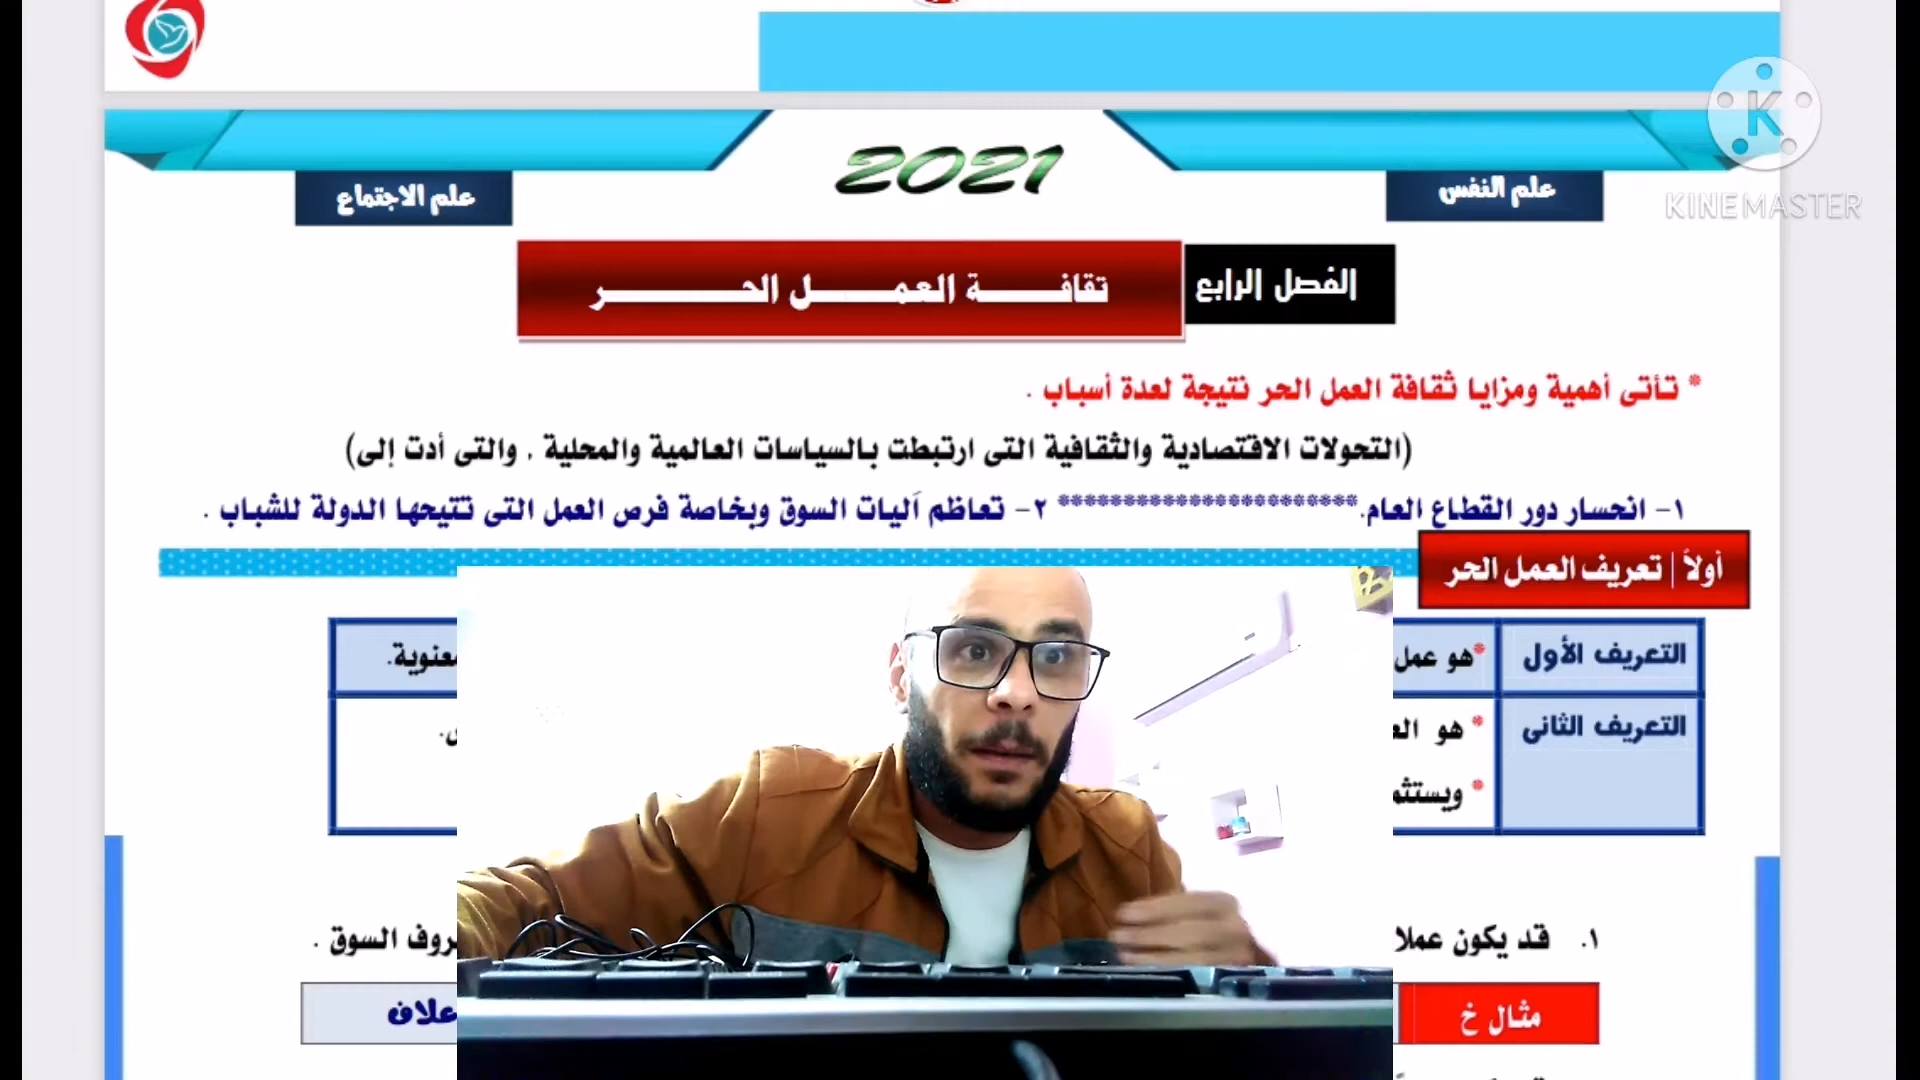 علم النفس
2021
علم الاجتماع
KINEMASTER
الفصل الرابع
تقافـــــة العمـــــل الحـــــر
* تأتى أهمية ومزايا ثقافة العمل الحر نتيجة لعدة أسباب .
(التحولات الاقتصادية والثقافية التى ارتبطت بالسياسات العالمية والمحلية . والتى أدت إلى)
١- انحسار دور القطاع العام.*********************** ٢- تعاظم آليات السوق وبخاصة فرص العمل التى تتيحها الدولة للشباب .
أولاً | تعريف العمل الحر
التعريف الأول
*هو عمل
التعريف الثانى
* هو
* ويستثم
١. قد يكون عملا
السوق .
مثال خ